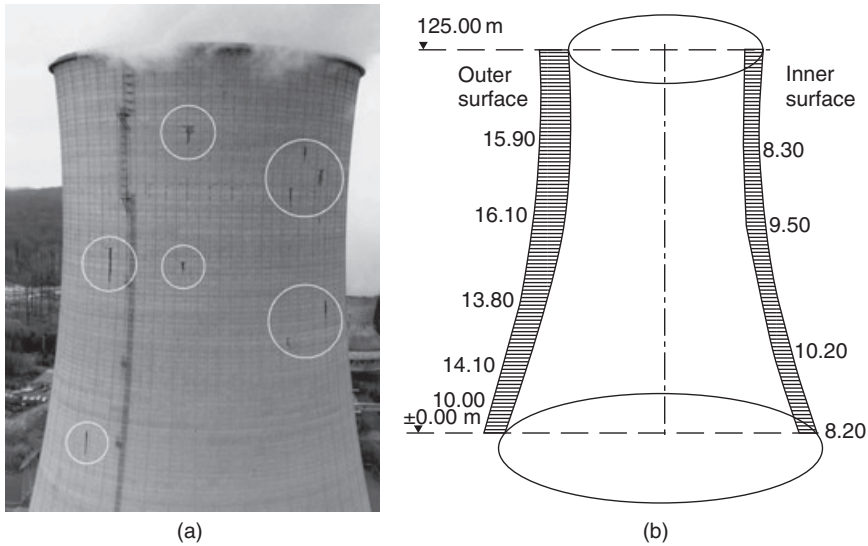 125.00 m
Outer
surface
Inner
surface
15.90
8.30
16.10
9.50
13.80
10.20
14.10
10.00
±0.00 m
8.20
(a)
(b)